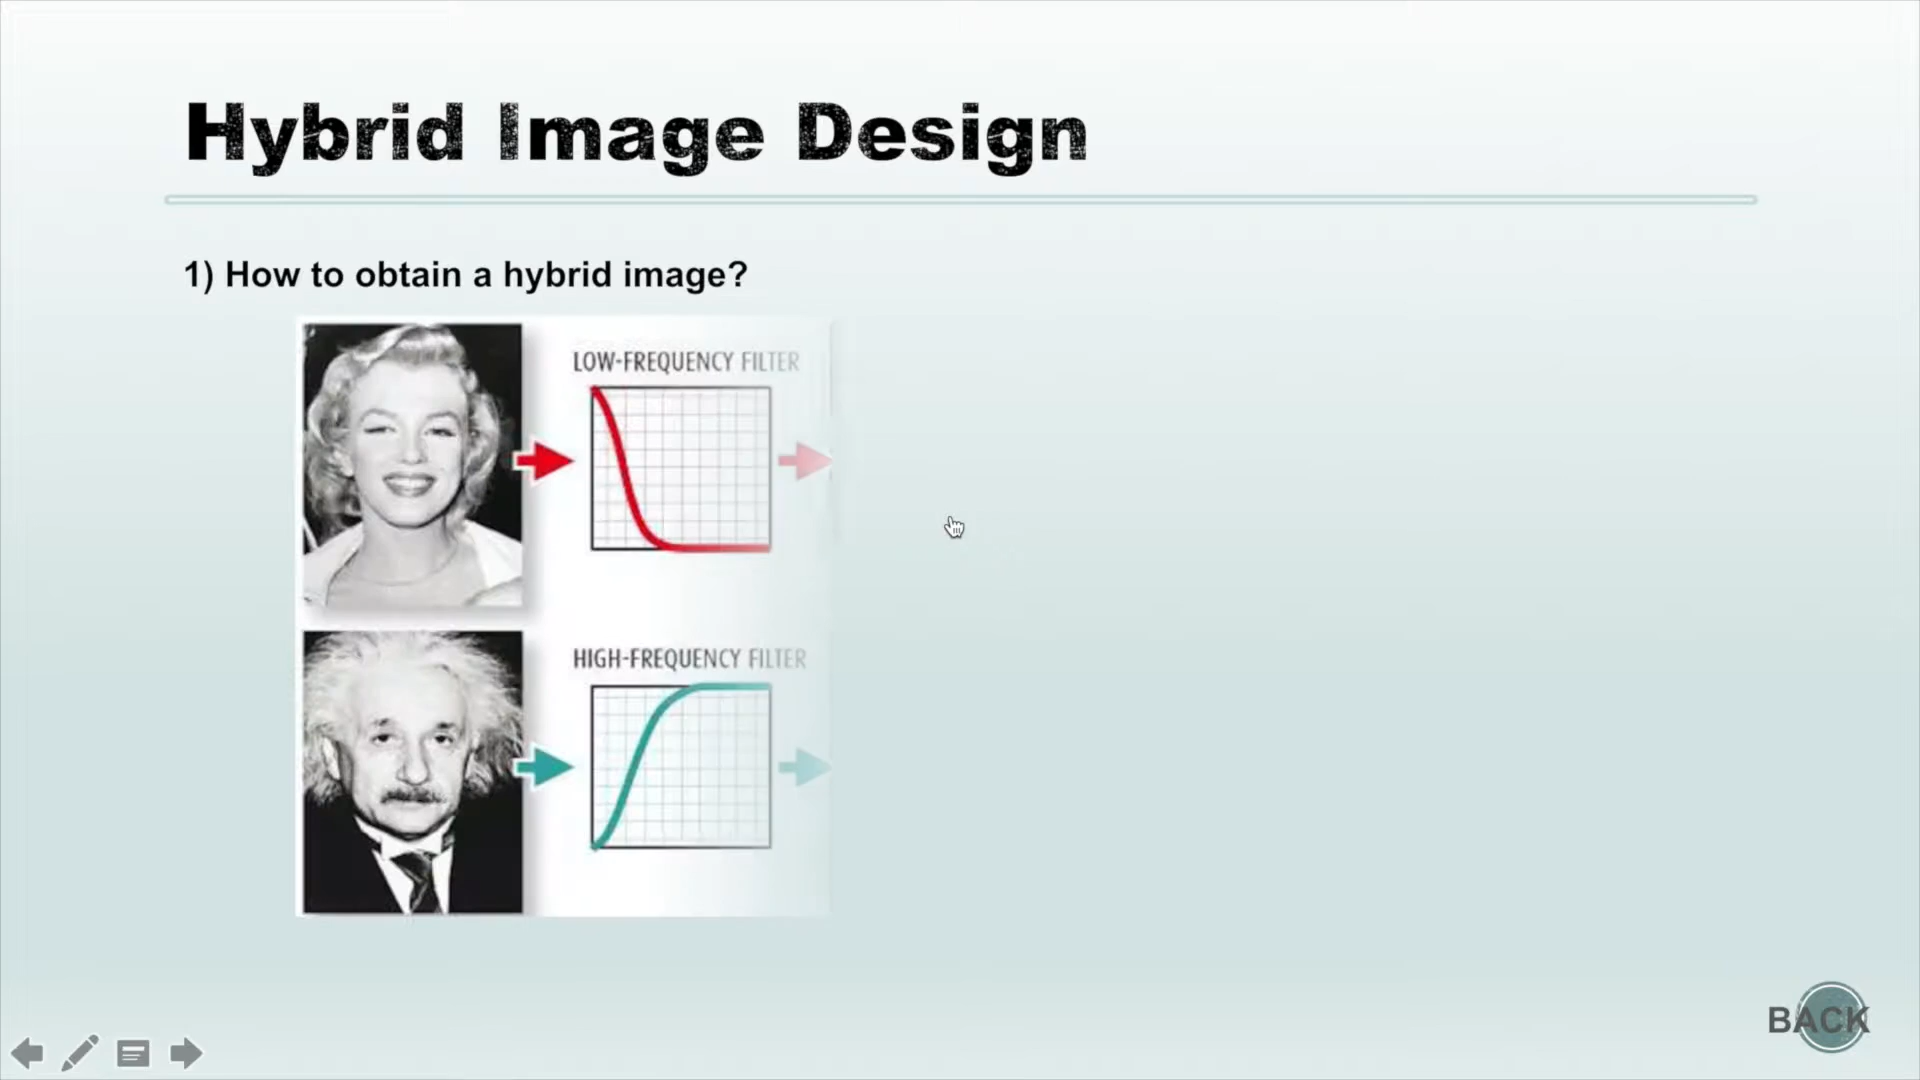 Hybrid Image Design
1) How to obtain a hybrid image?
LOW-FREQUENCY FILTER
HIGH-FREQUENCY FILTER
BACK